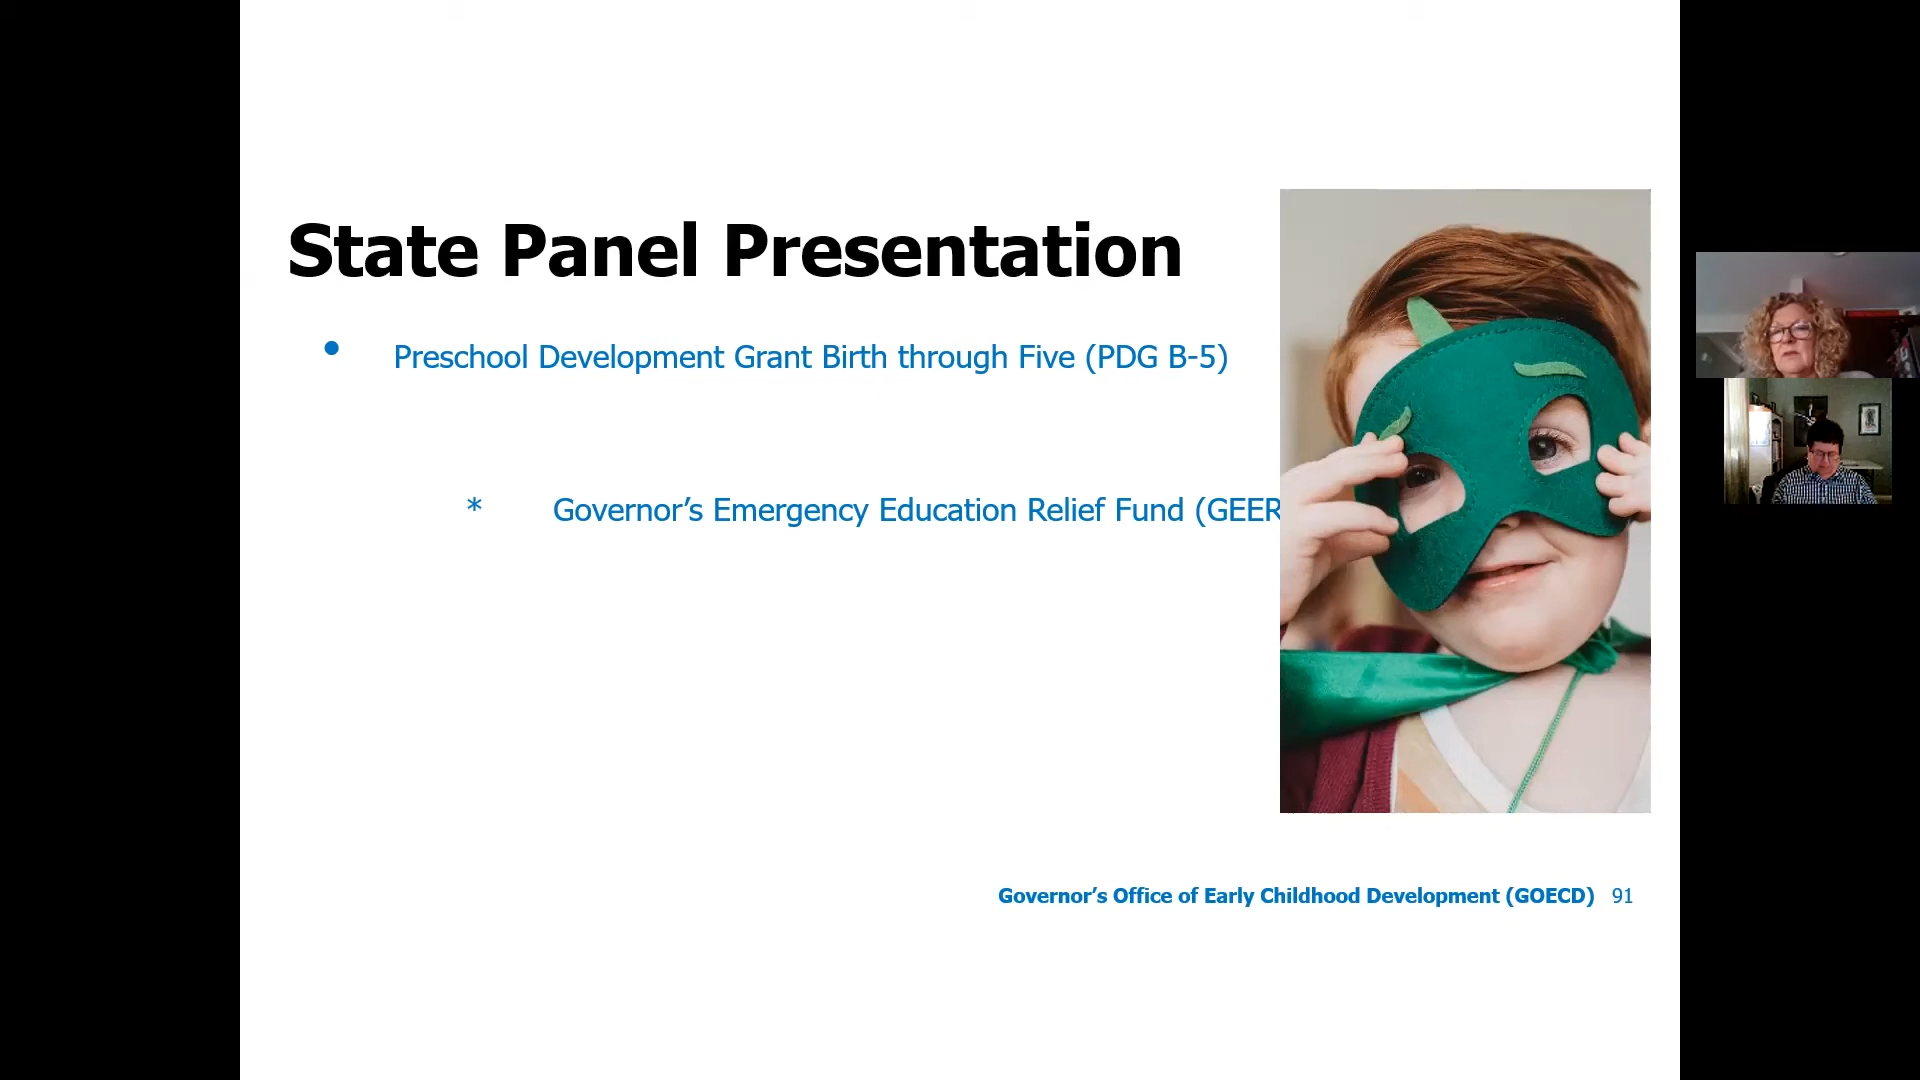 State Panel Presentation
• Preschool Development Grant Birth through Five (PDG B-5)
* Governor’s Emergency Education Relief Fund (GEER
Governor’s Office of Early Childhood Development (GOECD) 91